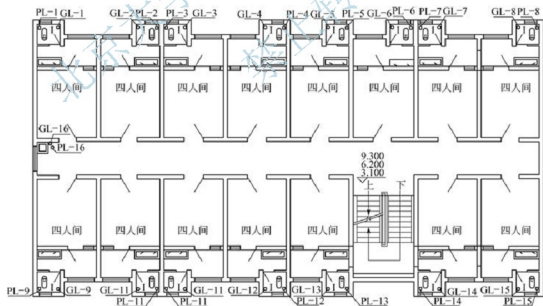 PL-1 GL-1 GL-2 PL-2 PL-3 GL-3 GL-4 PL-4 GL-5 PL-5 GL-6 PL-6 PL-7 GL-7 GL-8 PL-8
四人间 四人间 四人间 四人间 四人间 四人间 四人间 四人间
GL-16
PL-16
9.300
6.200
3.100
上 下
四人间 四人间 四人间 四人间 四人间 四人间 四人间
PL-9 GL-9 GL-11 GL-11 GL-12 GL-13 GL-14 GL-15
PL-11 PL-11 PL-12 PL-13 PL-14 PL-15